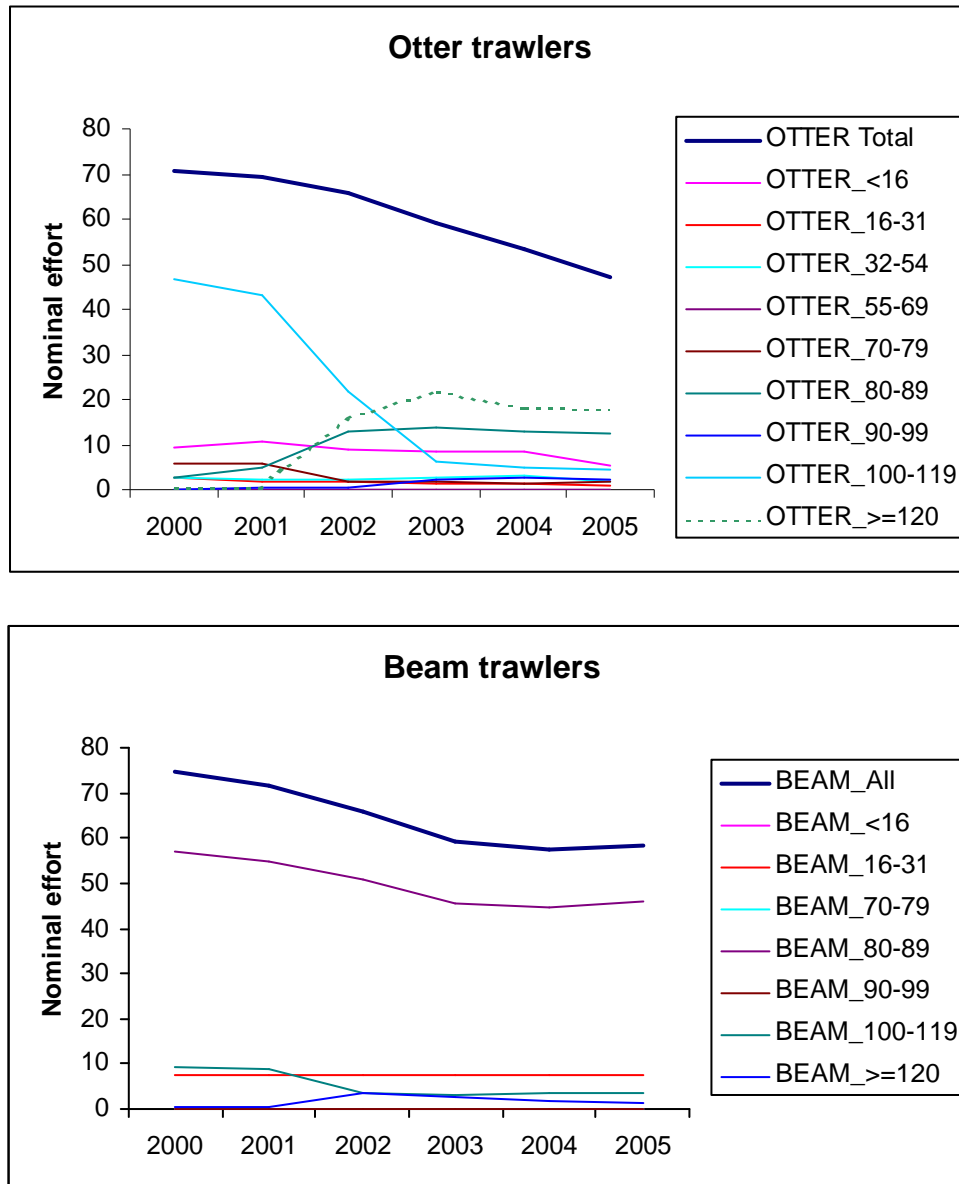 Otter trawlers
80
70
60
50
40
30
20
10
0
Nominal effort
2000 2001 2002 2003 2004 2005
OTTER Total
OTTER_<16
OTTER_16-31
OTTER_32-54
OTTER_55-69
OTTER_70-79
OTTER_80-89
OTTER_90-99
OTTER_100-119
OTTER_>=120
Beam trawlers
80
70
60
50
40
30
20
10
0
Nominal effort
2000 2001 2002 2003 2004 2005
BEAM_All
BEAM_<16
BEAM_16-31
BEAM_70-79
BEAM_80-89
BEAM_90-99
BEAM_100-119
BEAM_>=120